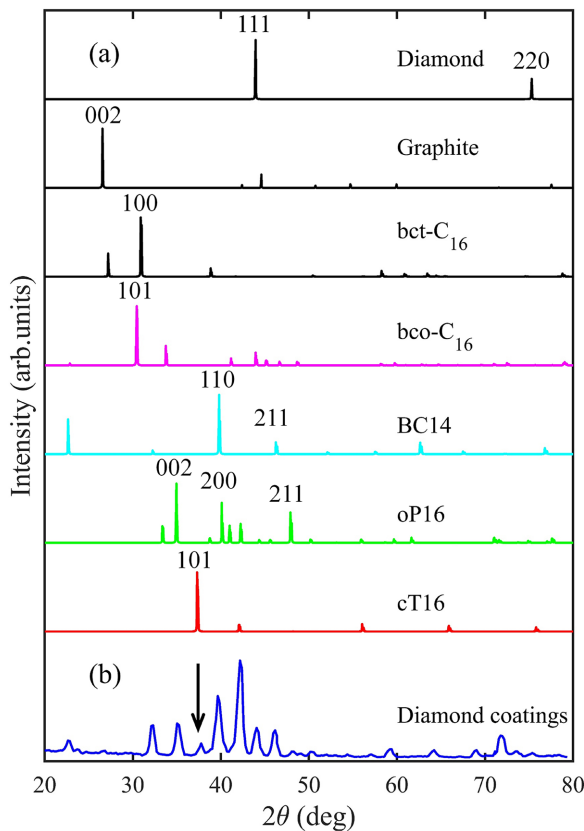 111
(a)
Diamond
220
002
Graphite
100
bct-C16
101
bco-C16
110
211
BC14
002
200
211
oP16
101
cT16
(b)
Diamond coatings
Intensity (arb.units)
20 30 40 50 60 70 80
2θ (deg)